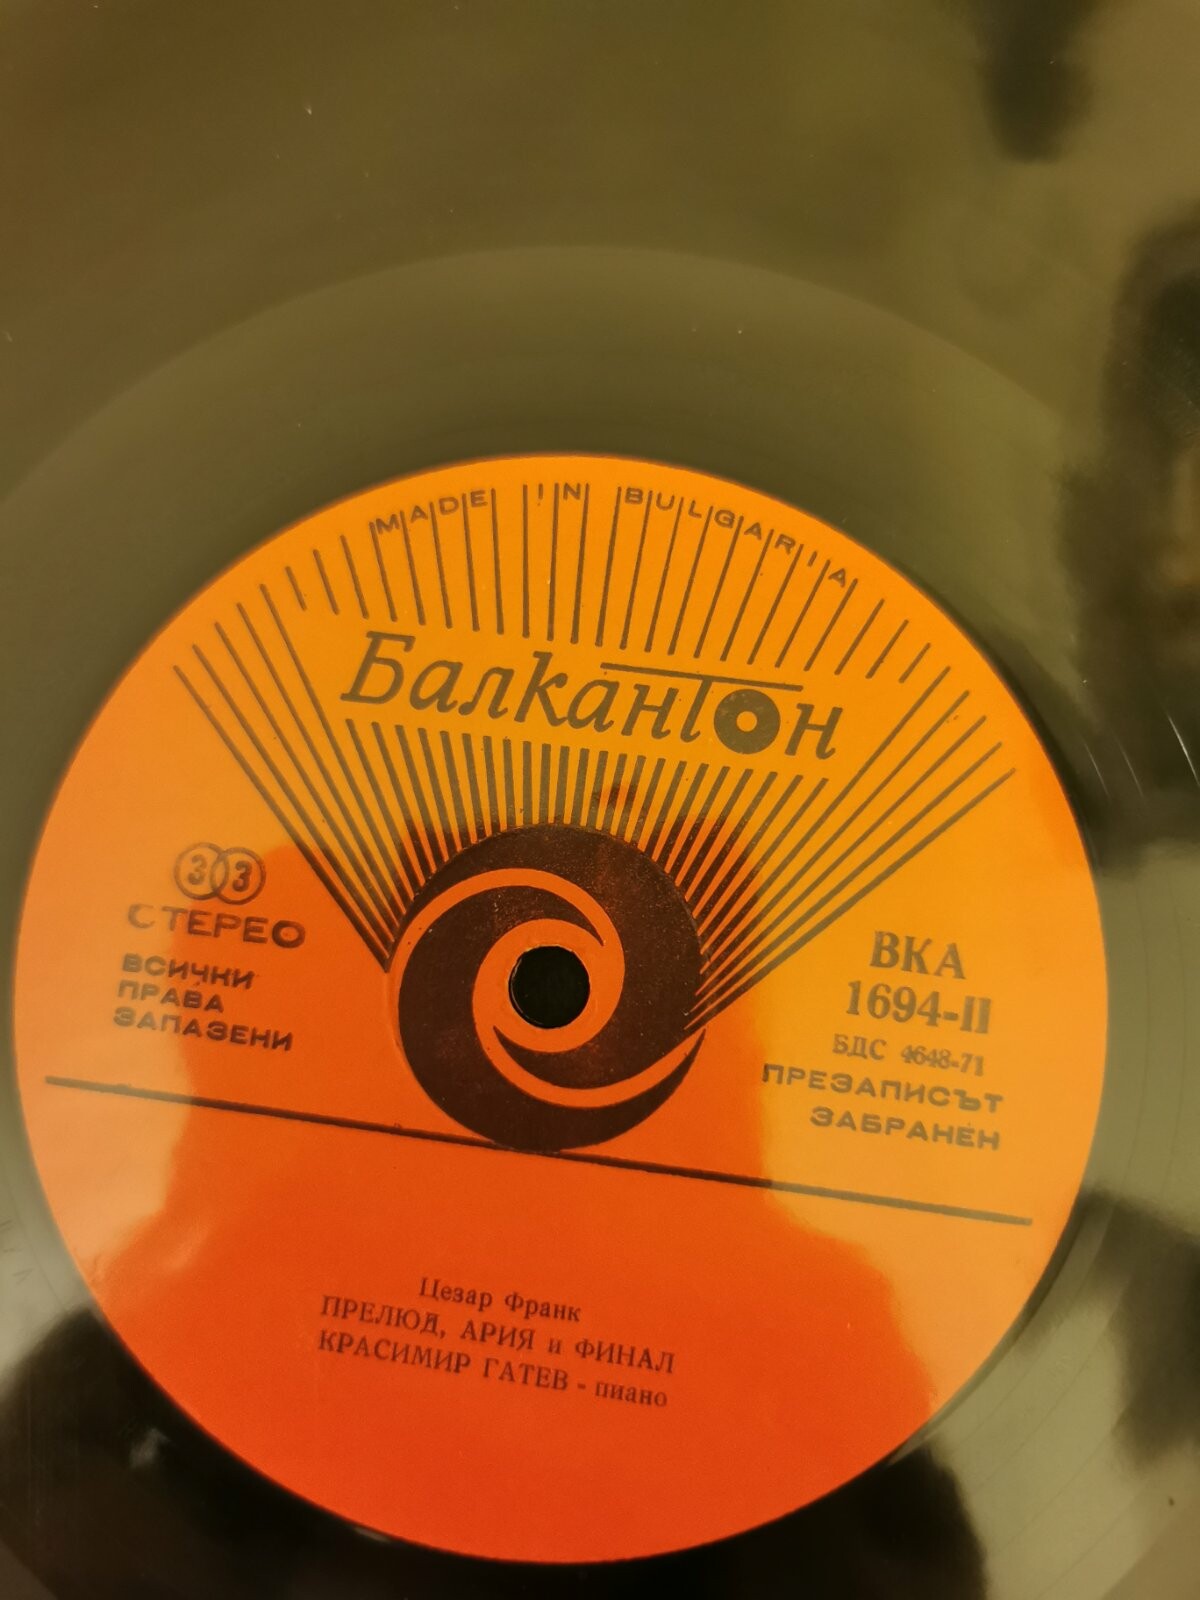 MADE IN BULGARIA
Балкантон
33
СТЕРЕО
ВСИЧКИ
ПРАВА
ЗАПАЗЕНИ
ВКА
1694-II
БДС 4648-71
ПРЕЗАПИСЪТ
ЗАБРАНЕН
Цезар Франк
ПРЕЛЮД, АРИЯ и ФИНАЛ
КРАСИМИР ГАТЕВ - пиано